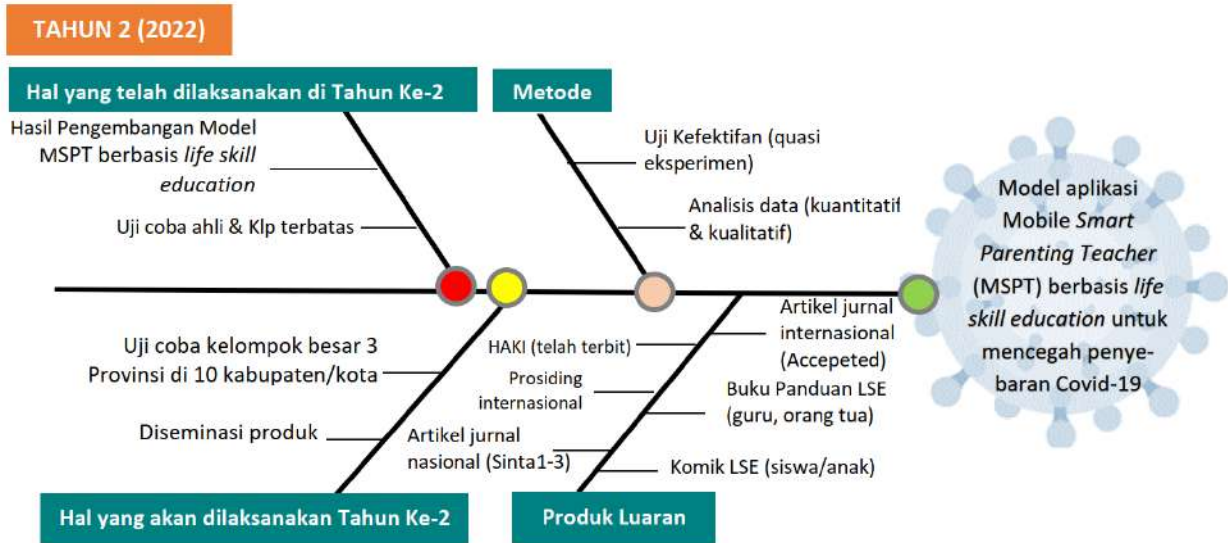 TAHUN 2 (2022)
Hal yang telah dilaksanakan di Tahun Ke-2
Metode
Hasil Pengembangan Model
MSPT berbasis life skill
education
Uji coba ahli & Klp terbatas
Uji Kefektifan (quasi
eksperimen)
Analisis data (kuantitatif
& kualitatif)
Model aplikasi
Mobile Smart
Parenting Teacher
(MSPT) berbasis life
skill education untuk
mencegah penye-
baran Covid-19
Uji coba kelompok besar 3
Provinsi di 10 kabupaten/kota
Diseminasi produk
HAKI (telah terbit)
Prosiding
internasional
Artikel jurnal
nasional (Sinta1-3)
Artikel jurnal
internasional
(Accepeted)
Buku Panduan LSE
(guru, orang tua)
Komik LSE (siswa/anak)
Hal yang akan dilaksanakan Tahun Ke-2
Produk Luaran